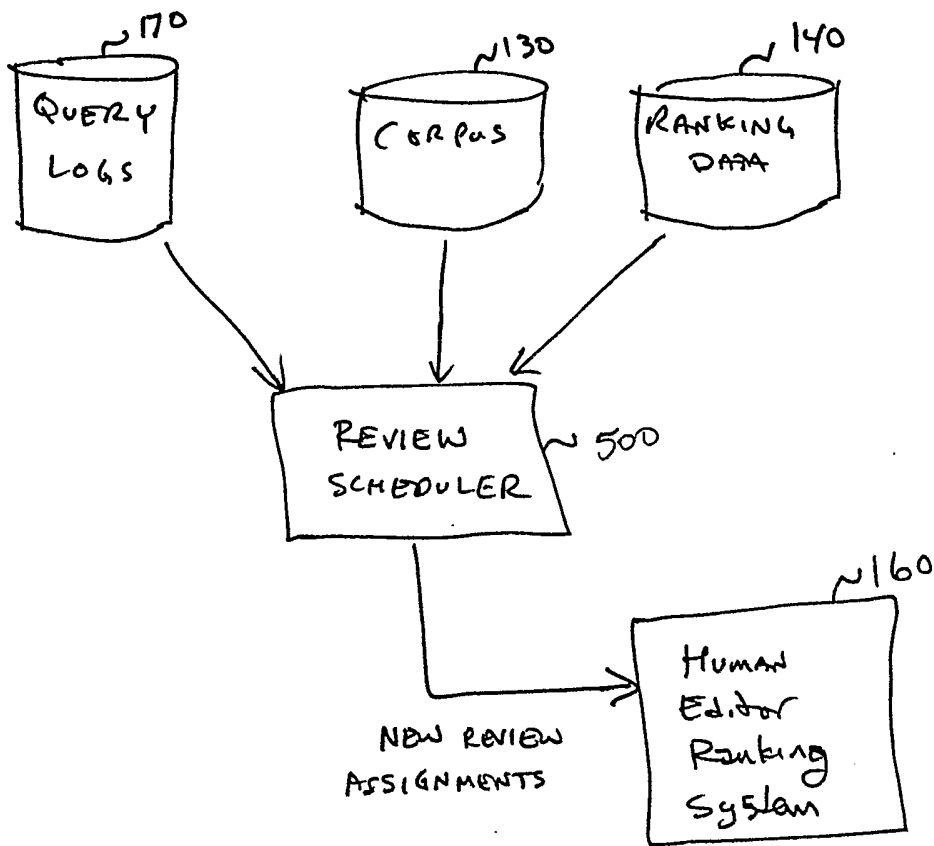 170
130
140
QUERY
LOGS
CORPUS
RANKING
DATA
REVIEW
SCHEDULER
500
160
HUMAN
Editor
Ranking
System
NEW REVIEW
ASSIGNMENTS